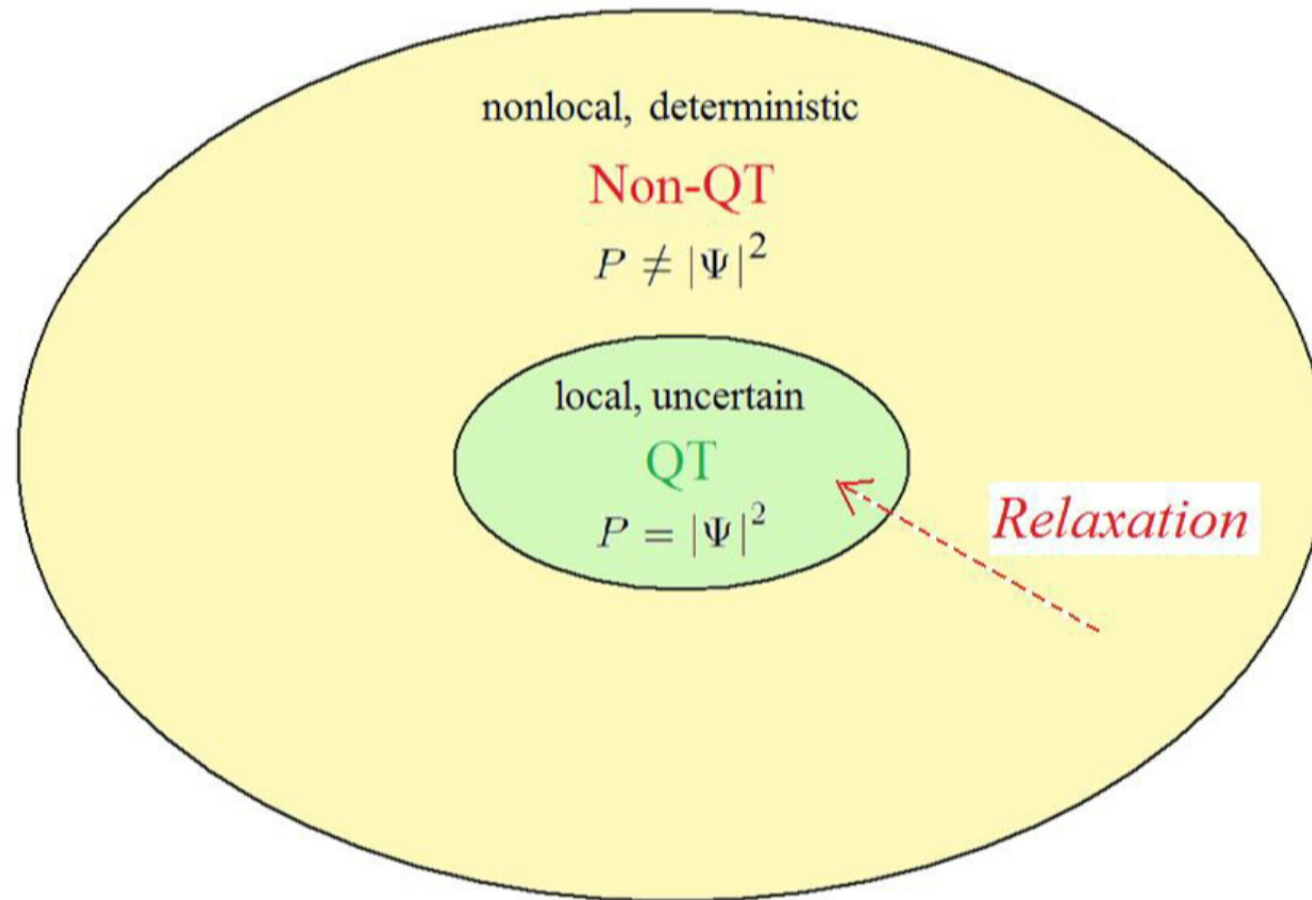 nonlocal, deterministic
Non-QT
P ≠ |Ψ|²
local, uncertain
QT
P = |Ψ|²
Relaxation